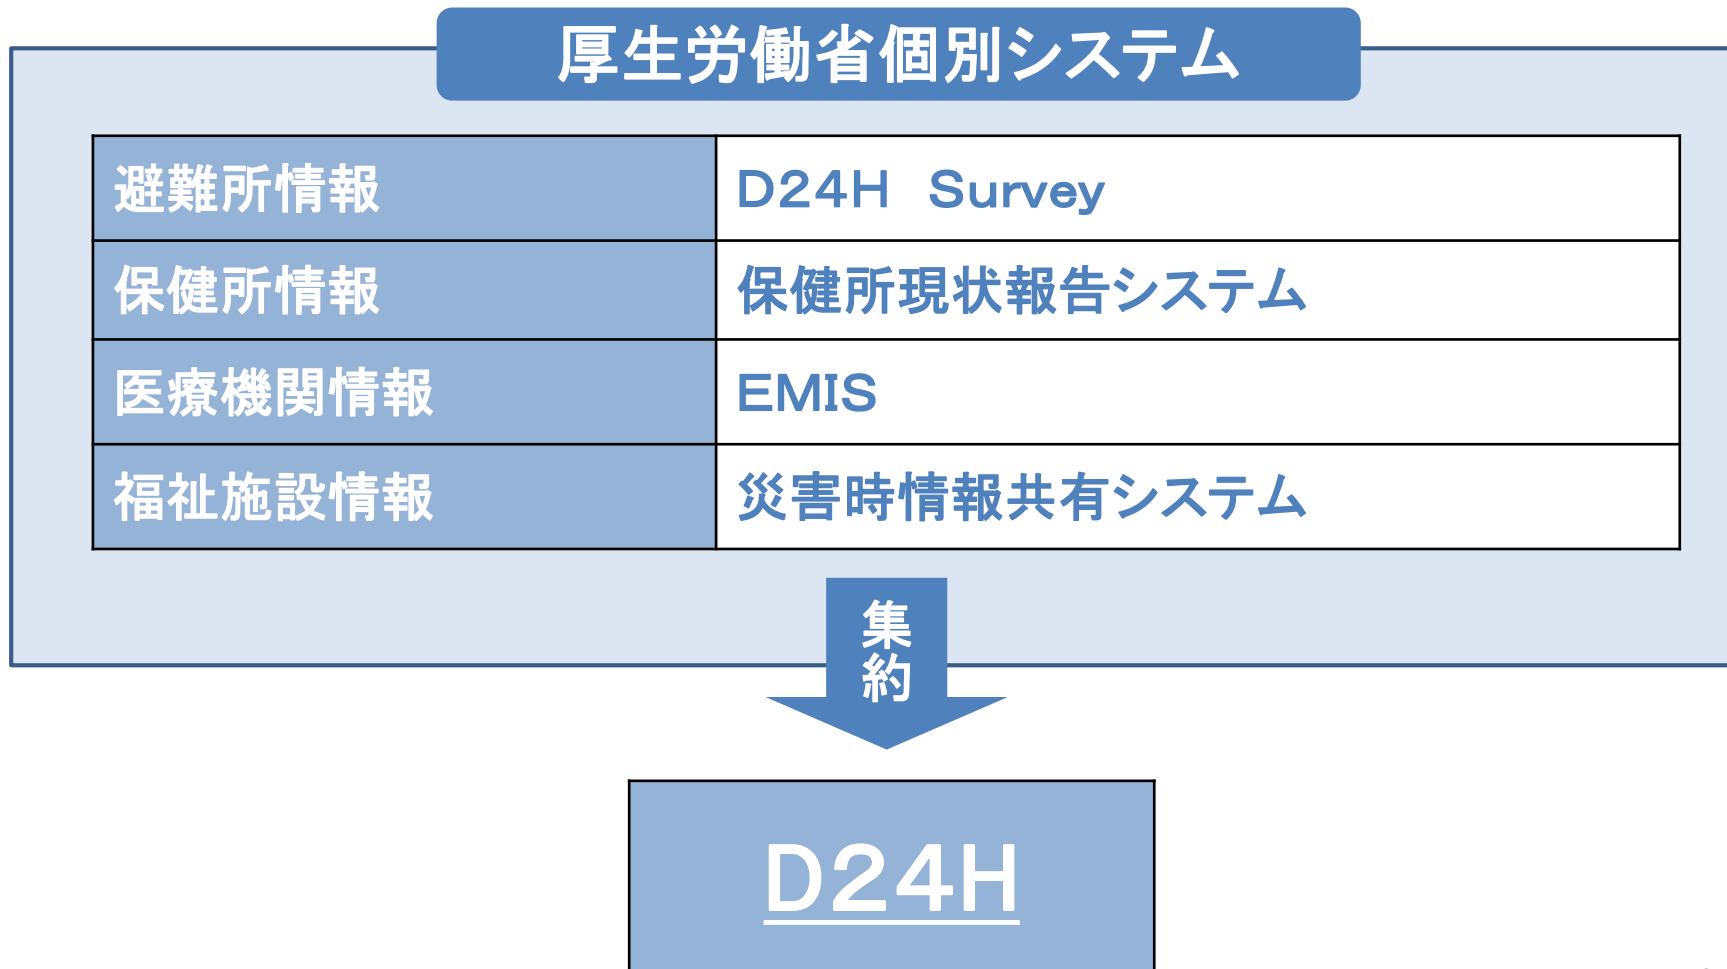 厚生労働省個別システム
避難所情報
D24H Survey
保健所情報
保健所現状報告システム
医療機関情報
EMIS
福祉施設情報
災害時情報共有システム
集約
D24H